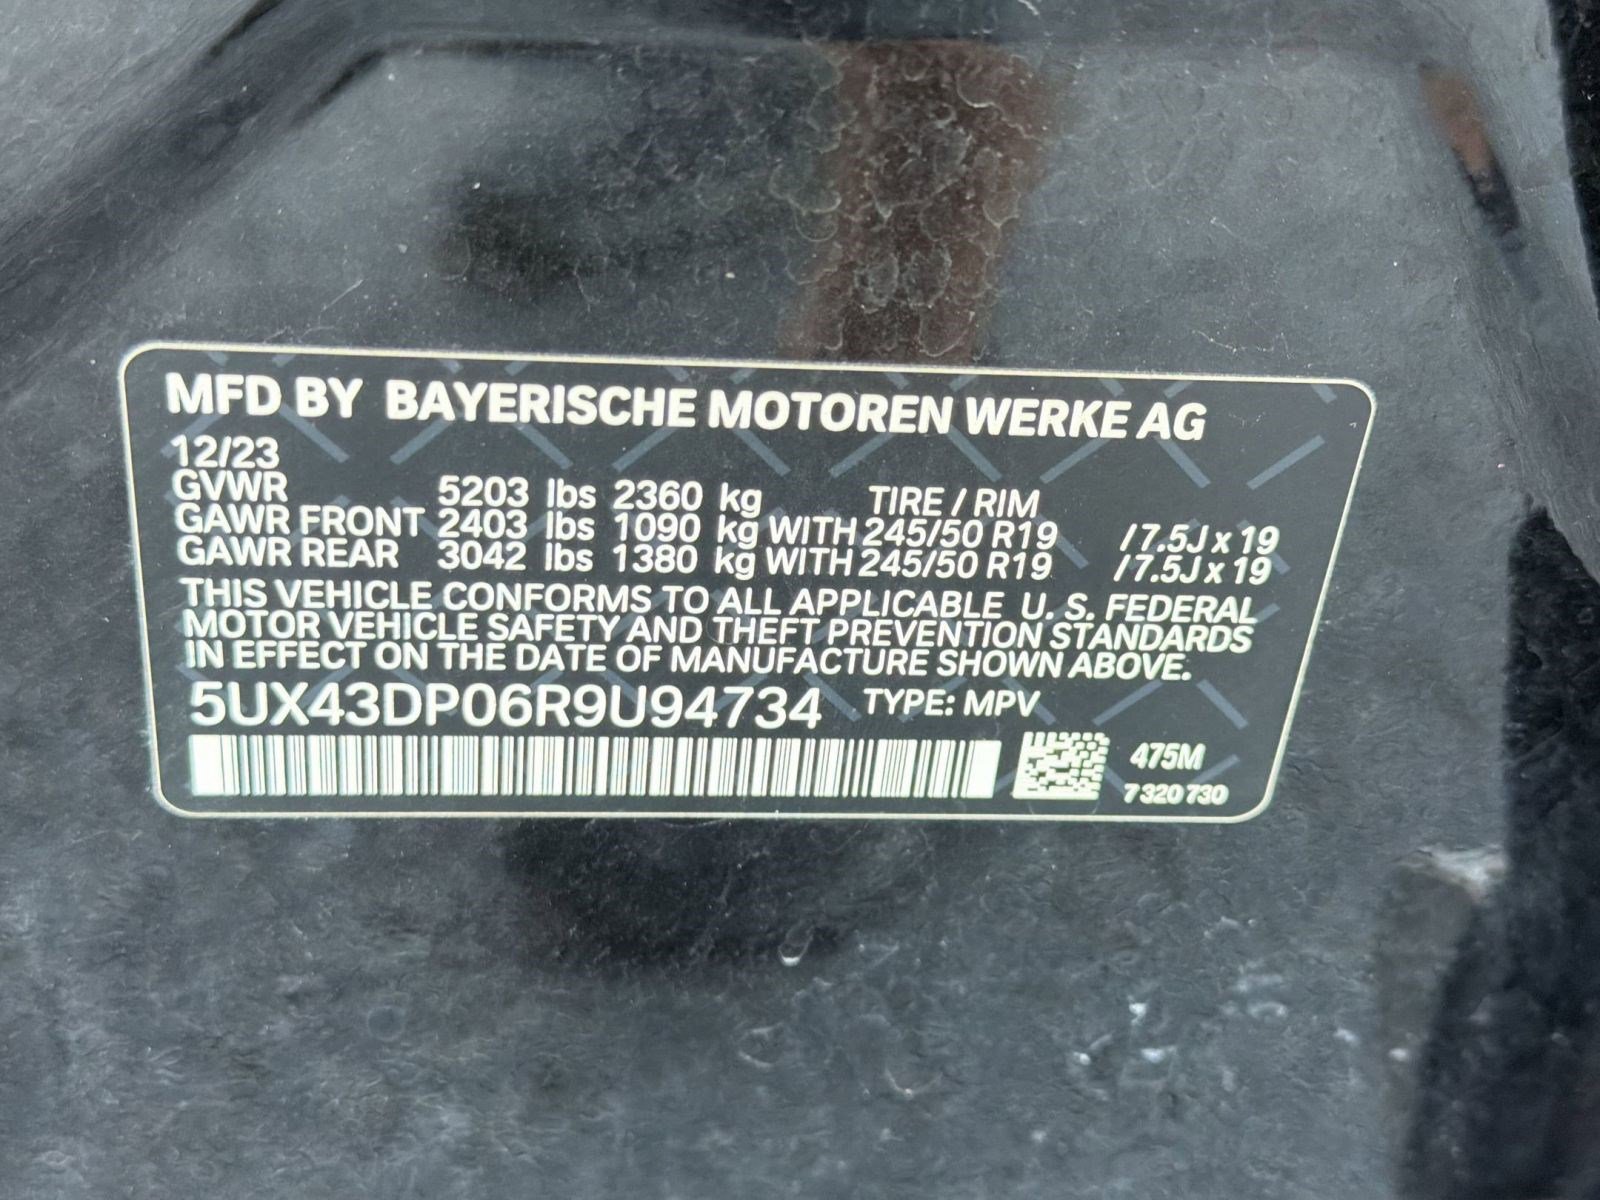 MFD BY BAYERISCHE MOTOREN WERKE AG
12/23
GVWR 5203 lbs 2360 kg TIRE / RIM
GAWR FRONT 2403 lbs 1090 kg WITH 245/50 R19 / 7.5J x 19
GAWR REAR 3042 lbs 1380 kg WITH 245/50 R19 / 7.5J x 19
THIS VEHICLE CONFORMS TO ALL APPLICABLE U. S. FEDERAL
MOTOR VEHICLE SAFETY AND THEFT PREVENTION STANDARDS
IN EFFECT ON THE DATE OF MANUFACTURE SHOWN ABOVE.
5UX43DP06R9U94734 TYPE: MPV
475M
7 320 730